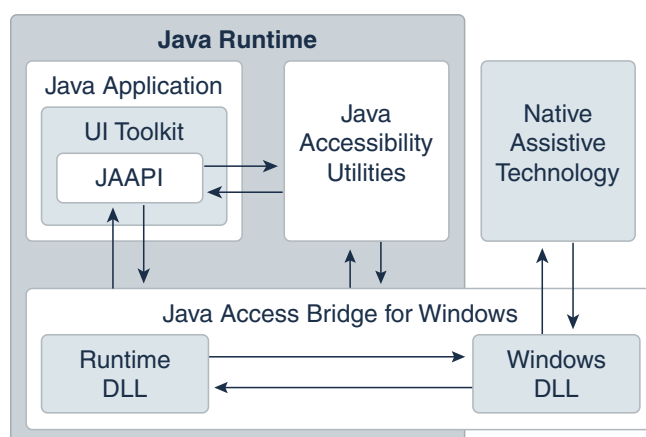 Java Runtime
Java Application
UI Toolkit
JAAPI
Java
Accessibility
Utilities
Native
Assistive
Technology
Java Access Bridge for Windows
Runtime
DLL
Windows
DLL